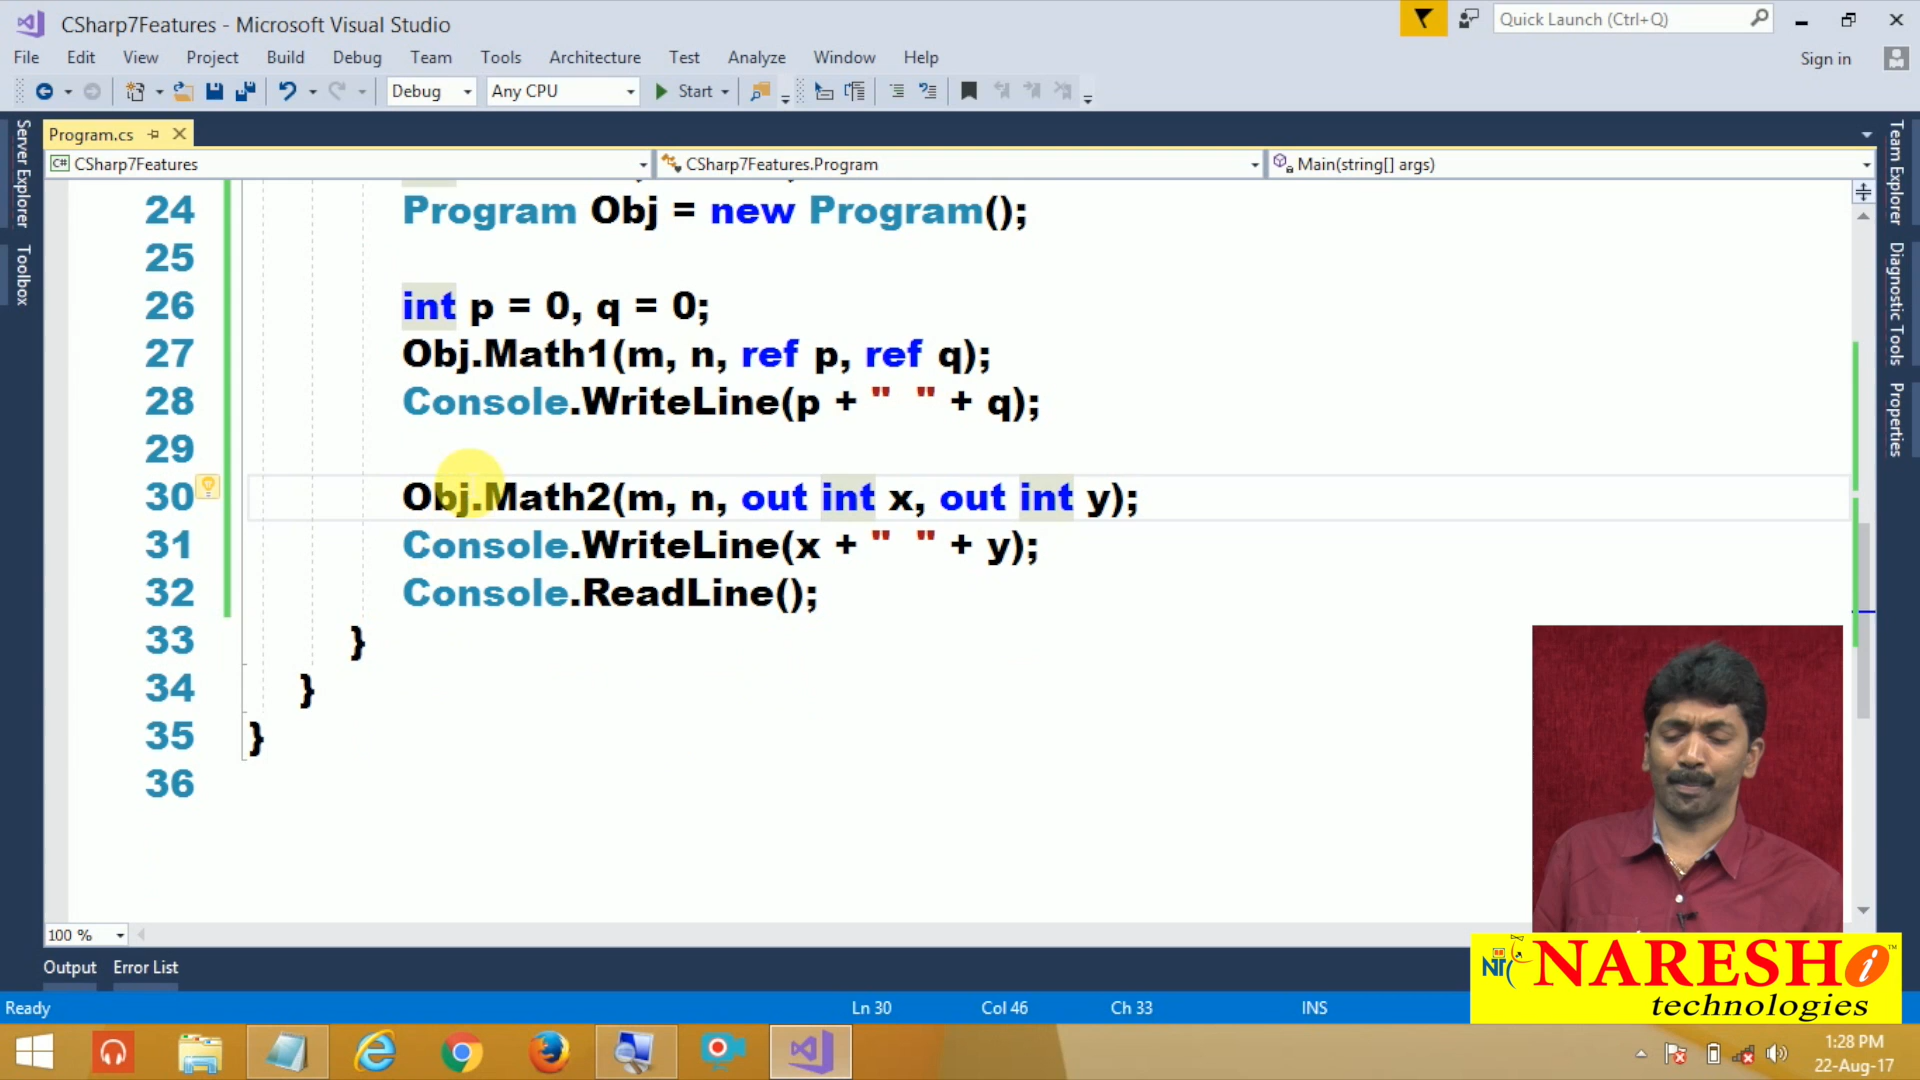 CSharp7Features - Microsoft Visual Studio
Quick Launch (Ctrl+Q)
File Edit View Project Build Debug Team Tools Architecture Test Analyze Window Help
Sign in
Debug Any CPU Start
Server Explorer
Toolbox
Program.cs
C# CSharp7Features
CSharp7Features.Program
Main(string[] args)
24 Program Obj = new Program();
25
26 int p = 0, q = 0;
27 Obj.Math1(m, n, ref p, ref q);
28 Console.WriteLine(p + "  " + q);
29
30 Obj.Math2(m, n, out int x, out int y);
31 Console.WriteLine(x + "  " + y);
32 Console.ReadLine();
33 }
34 }
35 }
36
Team Explorer
Diagnostic Tools
Properties
100 %
Output Error List
NARESH i
technologies
Ready Ln 30 Col 46 Ch 33 INS
1:28 PM
22-Aug-17